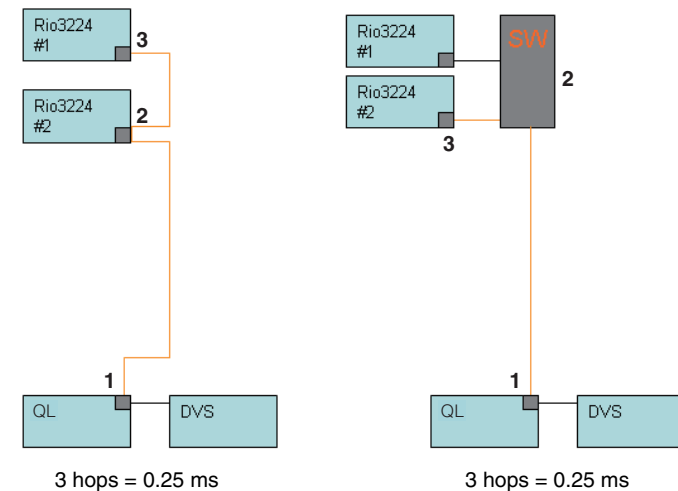 Rio3224
#1
3
Rio3224
#2
2
1
QL
DVS
3 hops = 0.25 ms
Rio3224
#1
SW
2
Rio3224
#2
3
1
QL
DVS
3 hops = 0.25 ms